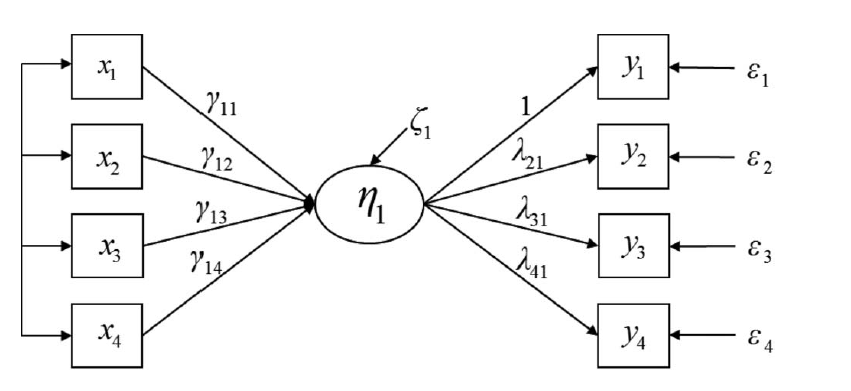 x₁
x₂
x₃
x₄
γ₁₁
γ₁₂
γ₁₃
γ₁₄
ζ₁
η₁
1
λ₂₁
λ₃₁
λ₄₁
y₁
y₂
y₃
y₄
ε₁
ε₂
ε₃
ε₄